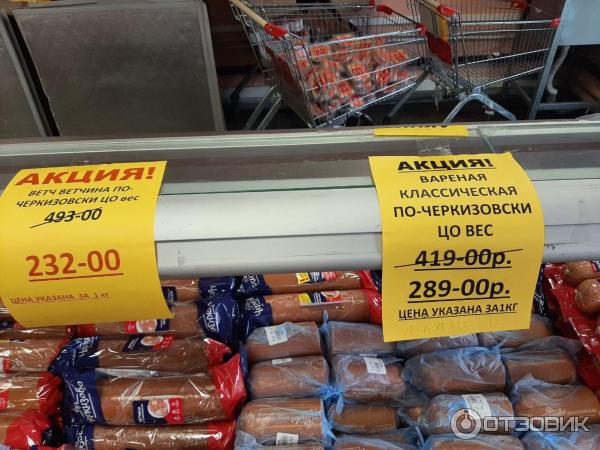 АКЦИЯ!
ВЕТЧ ВЕТЧИНА ПО-
ЧЕРКИЗОВСКИ ЦО вес
493-00
232-00
ЦЕНА УКАЗАНА ЗА 1 кг
АКЦИЯ!
ВАРЕНАЯ
КЛАССИЧЕСКАЯ
ПО-ЧЕРКИЗОВСКИ
ЦО ВЕС
419-00р.
289-00р.
ЦЕНА УКАЗАНА ЗА1КГ
ОТЗОВИК